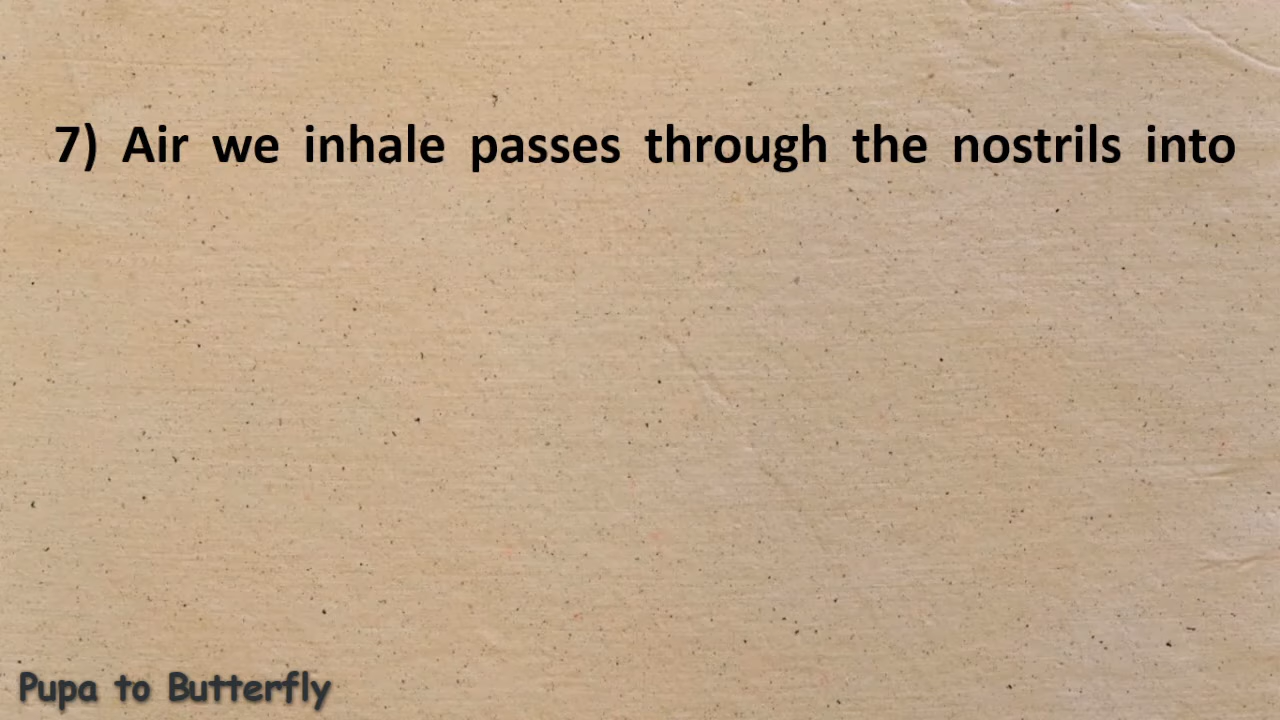 7) Air we inhale passes through the nostrils into
Pupa to Butterfly